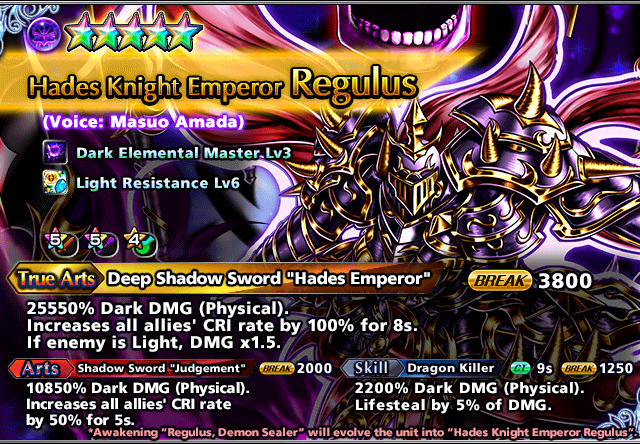 Hades Knight Emperor Regulus
(Voice: Masuo Amada)
Dark Elemental Master Lv3
Light Resistance Lv6
5 5 4
True Arts Deep Shadow Sword "Hades Emperor" BREAK 3800
25550% Dark DMG (Physical).
Increases all allies' CRI rate by 100% for 8s.
If enemy is Light, DMG x1.5.
Arts Shadow Sword "Judgement" BREAK 2000
10850% Dark DMG (Physical).
Increases all allies' CRI rate
by 50% for 5s.
Skill Dragon Killer CT 9s BREAK 1250
2200% Dark DMG (Physical).
Lifesteal by 5% of DMG.
*Awakening "Regulus, Demon Sealer" will evolve the unit into "Hades Knight Emperor Regulus".